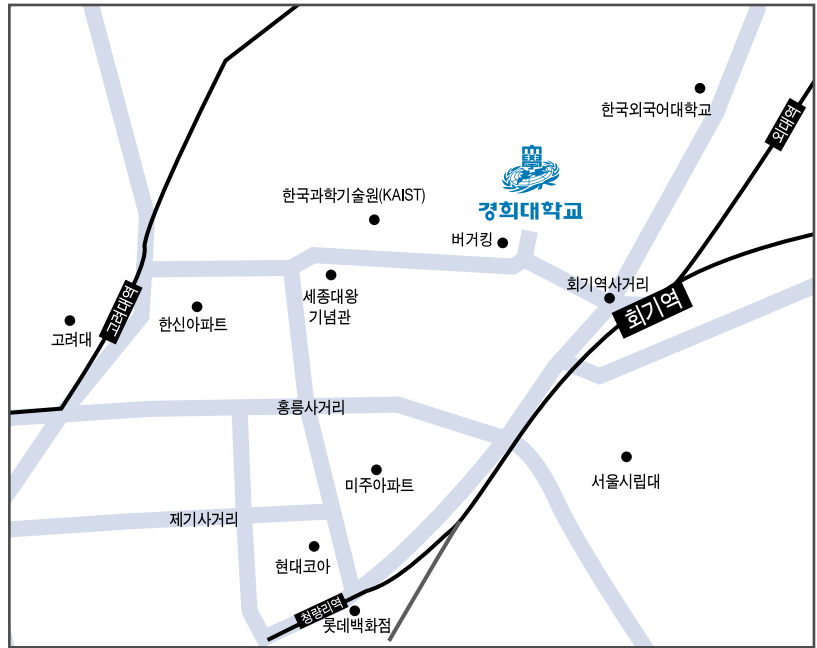 한국외국어대학교
외대역
경희대학교
한국과학기술원(KAIST)
버거킹
세종대왕
기념관
회기역사거리
회기역
고려대역
고려대
한신아파트
홍릉사거리
미주아파트
서울시립대
제기사거리
현대코아
청량리역
롯데백화점